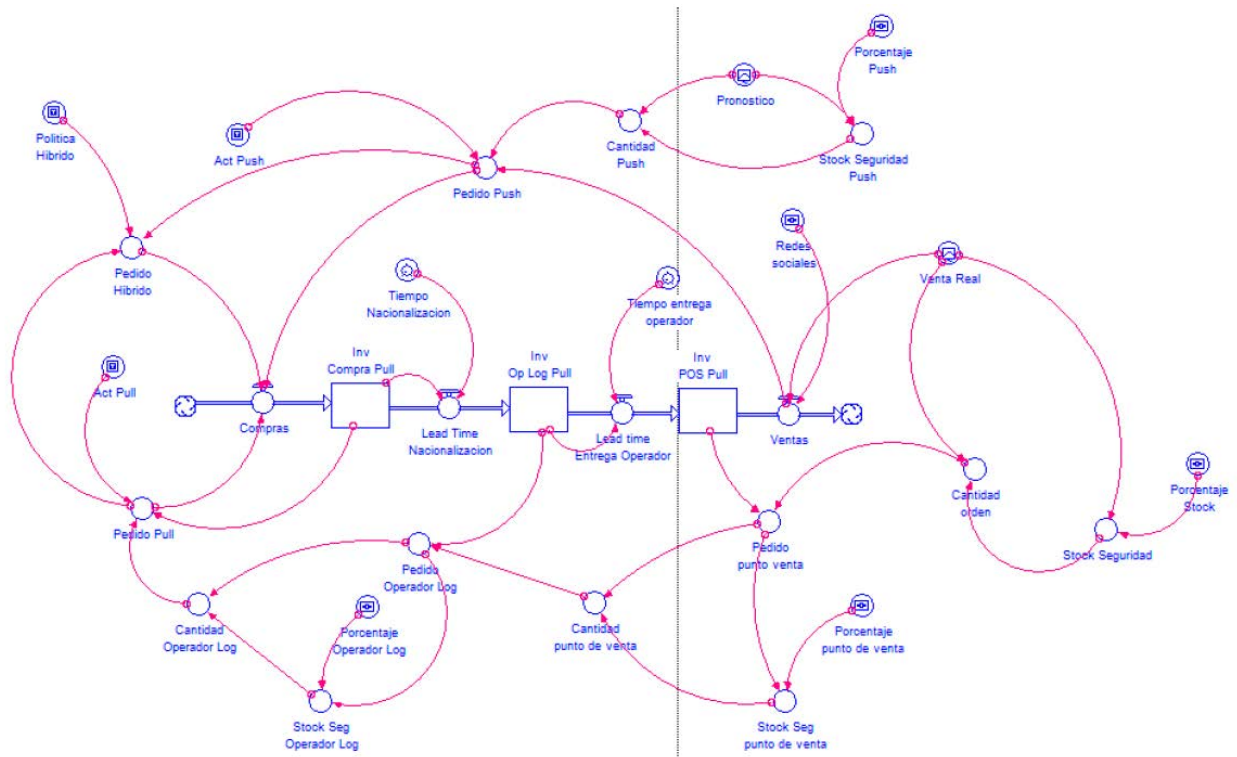 Porcentaje
Push
Pronostico
Politica
Hibrido
Act Push
Cantidad
Push
Stock Seguridad
Push
Pedido Push
Pedido
Hibrido
Redes
sociales
Venta Real
Tiempo
Nacionalizacion
Tiempo entrega
operador
Inv
Compra Pull
Inv
Op Log Pull
Inv
POS Pull
Act Pull
Compras
Lead Time
Nacionalizacion
Lead time
Entrega Operador
Ventas
Cantidad
orden
Porcentaje
Stock
Pedido Pull
Pedido
punto venta
Stock Seguridad
Pedido
Operador Log
Cantidad
Operador Log
Porcentaje
Operador Log
Cantidad
punto de venta
Porcentaje
punto de venta
Stock Seg
Operador Log
Stock Seg
punto de venta